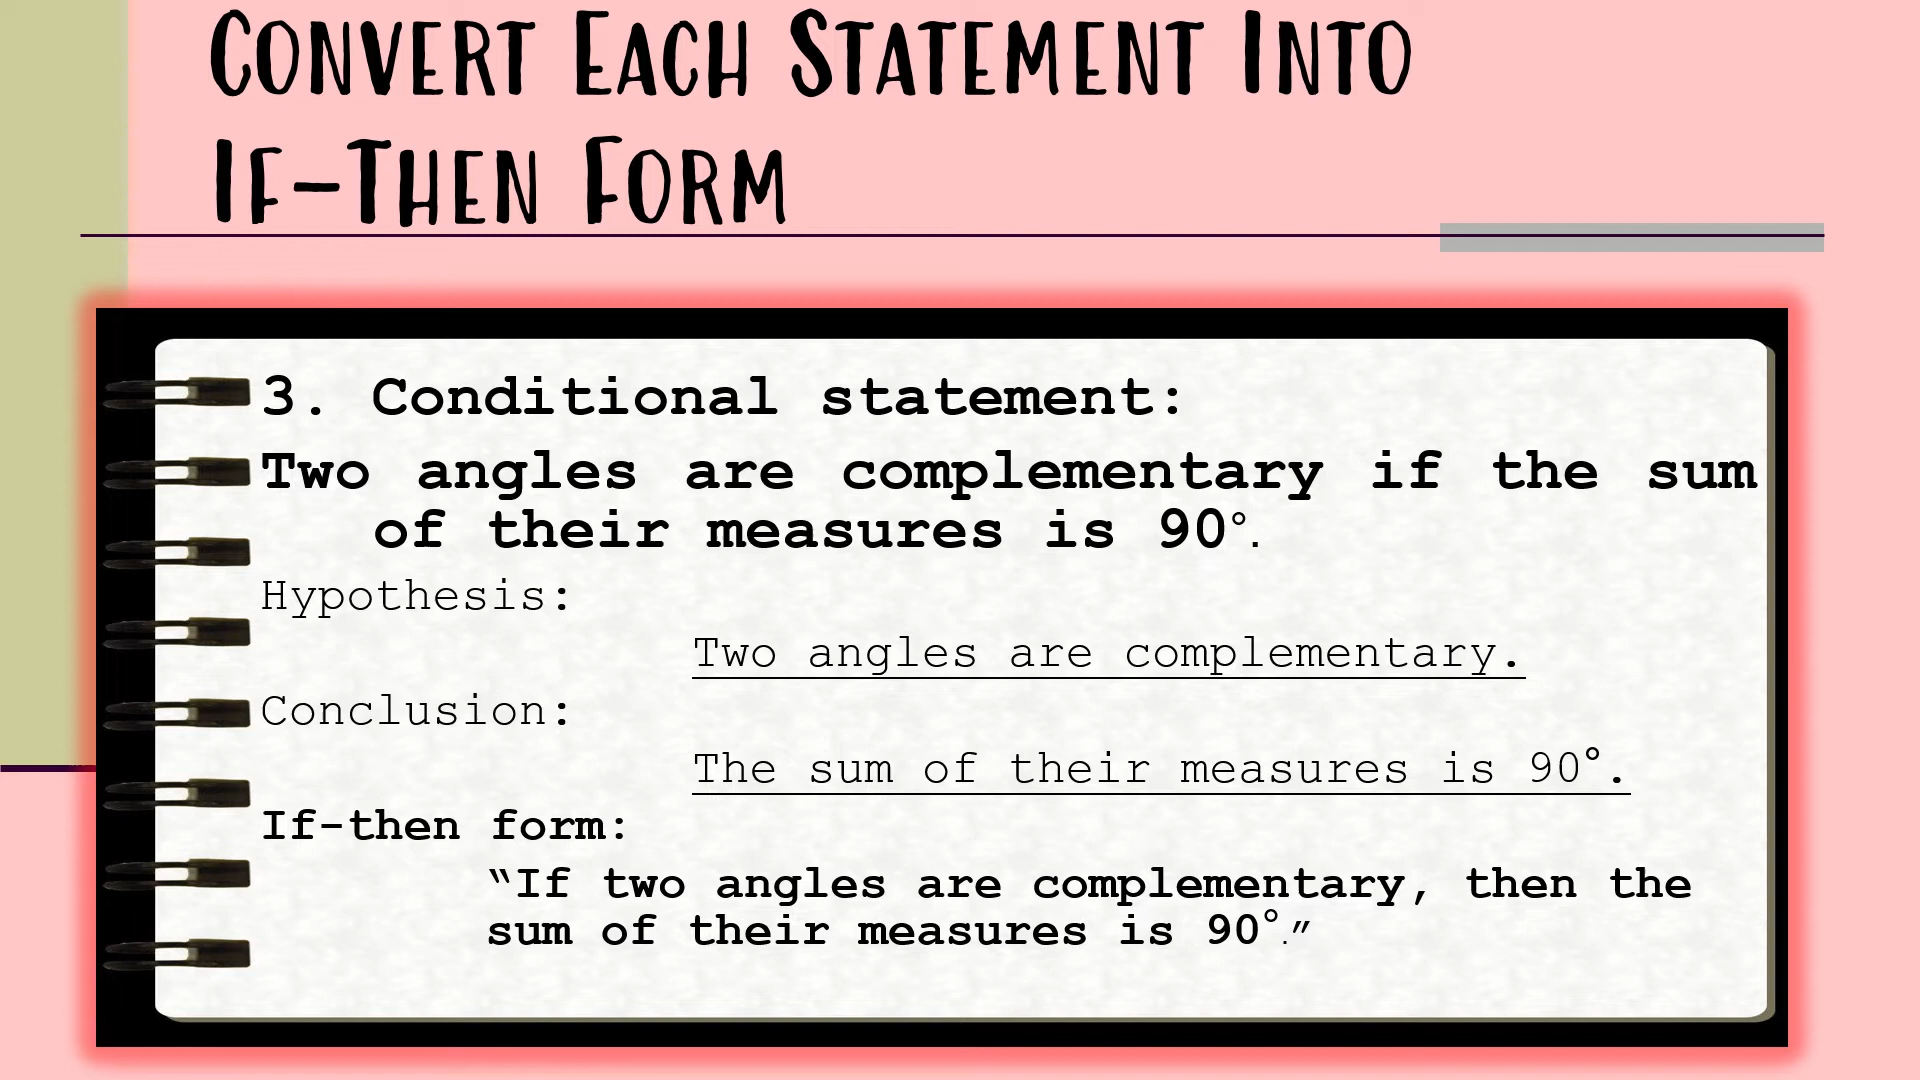 Convert Each Statement Into
If-Then Form
3. Conditional statement:
Two angles are complementary if the sum
of their measures is 90°.
Hypothesis:
Two angles are complementary.
Conclusion:
The sum of their measures is 90°.
If-then form:
“If two angles are complementary, then the
sum of their measures is 90°.”